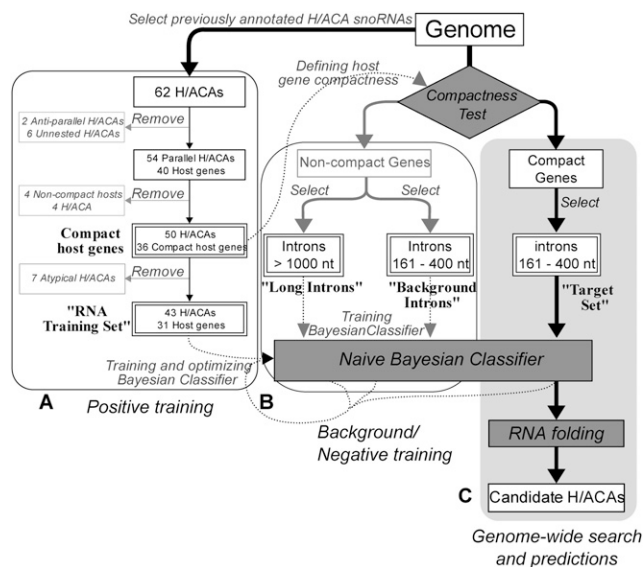 Select previously annotated H/ACA snoRNAs
Genome
62 H/ACAs
Defining host
gene compactness
Compactness
Test
2 Anti-parallel H/ACAs
6 Unnested H/ACAs
Remove
54 Parallel H/ACAs
40 Host genes
Non-compact Genes
Compact
Genes
4 Non-compact hosts
4 H/ACA
Remove
Select
Select
Select
Compact
host genes
50 H/ACAs
36 Compact host genes
Introns
> 1000 nt
Introns
161 - 400 nt
introns
161 - 400 nt
7 Atypical H/ACAs
Remove
"Long Introns"
"Background
Introns"
"Target
Set"
"RNA
Training Set"
43 H/ACAs
31 Host genes
Training
BayesianClassifier
Naive Bayesian Classifier
Training and optimizing
Bayesian Classifier
A
Positive training
B
Background/
Negative training
RNA folding
C
Candidate H/ACAs
Genome-wide search
and predictions